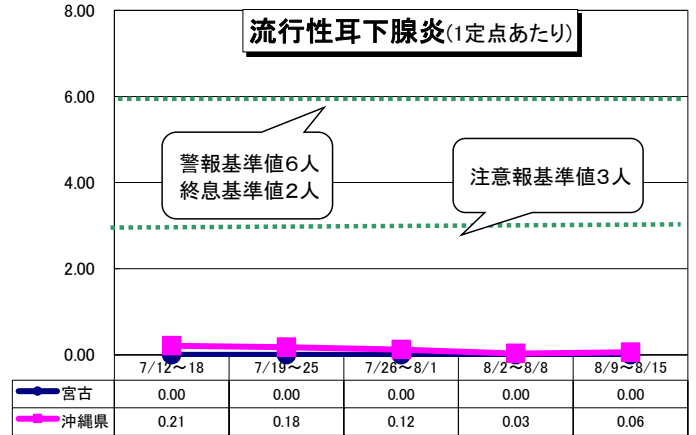 流行性耳下腺炎(1定点あたり)
8.00
6.00
警報基準値6人
終息基準値2人
注意報基準値3人
4.00
2.00
0.00
7/12～18 7/19～25 7/26～8/1 8/2～8/8 8/9～8/15
宮古 0.00 0.00 0.00 0.00 0.00
沖縄県 0.21 0.18 0.12 0.03 0.06